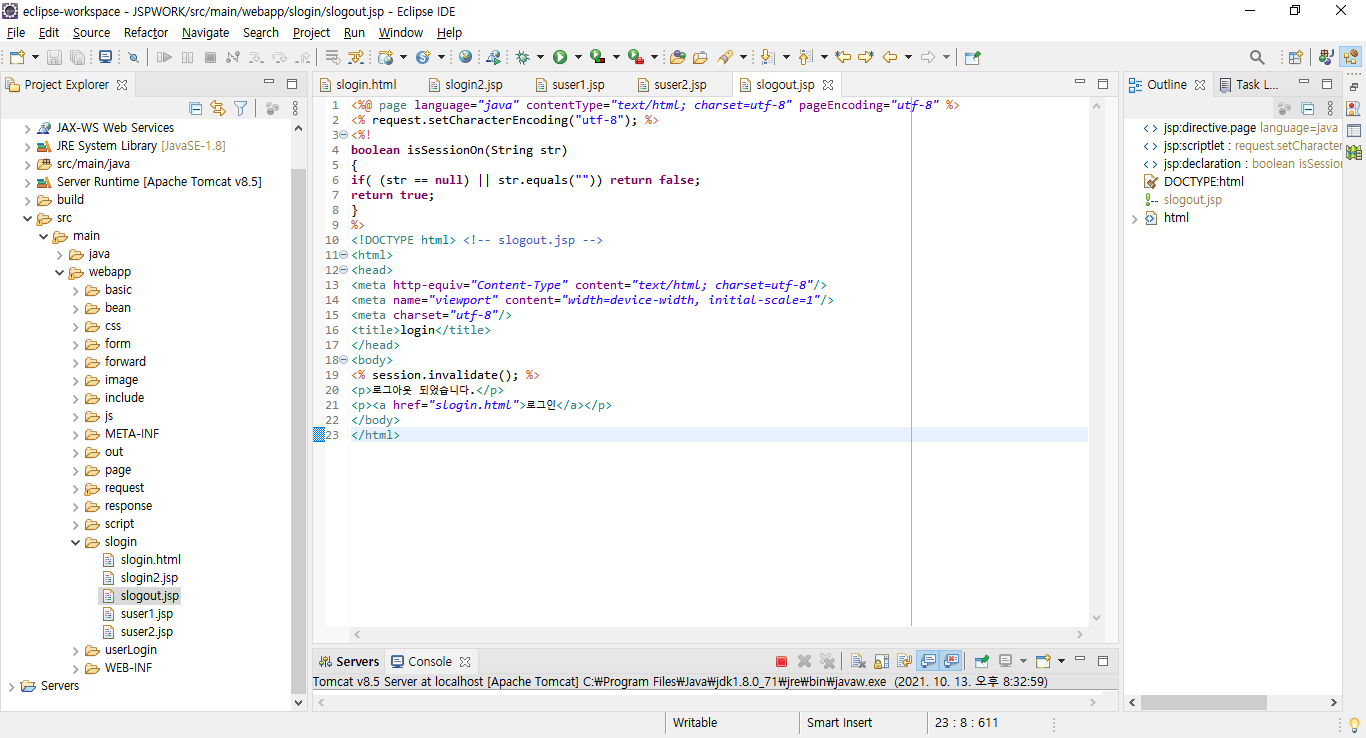 eclipse-workspace - JSPWORK/src/main/webapp/slogin/slogout.jsp - Eclipse IDE
File Edit Source Refactor Navigate Search Project Run Window Help
Project Explorer
JAX-WS Web Services
JRE System Library [JavaSE-1.8]
src/main/java
Server Runtime [Apache Tomcat v8.5]
build
src
main
java
webapp
basic
bean
css
form
forward
image
include
js
META-INF
out
page
request
response
script
slogin
slogin.html
slogin2.jsp
slogout.jsp
suser1.jsp
suser2.jsp
userLogin
WEB-INF
Servers
slogin.html slogin2.jsp suser1.jsp suser2.jsp slogout.jsp
1 <%@ page language="java" contentType="text/html; charset=utf-8" pageEncoding="utf-8" %>
2 <% request.setCharacterEncoding("utf-8"); %>
3 <%!
4 boolean isSessionOn(String str)
5 {
6 if( (str == null) || str.equals("")) return false;
7 return true;
8 }
9 %>
10 <!DOCTYPE html> <!-- slogout.jsp -->
11 <html>
12 <head>
13 <meta http-equiv="Content-Type" content="text/html; charset=utf-8"/>
14 <meta name="viewport" content="width=device-width, initial-scale=1"/>
15 <meta charset="utf-8"/>
16 <title>login</title>
17 </head>
18 <body>
19 <% session.invalidate(); %>
20 <p>로그아웃 되었습니다.</p>
21 <p><a href="slogin.html">로그인</a></p>
22 </body>
23 </html>
Servers Console
Tomcat v8.5 Server at localhost [Apache Tomcat] C:₩Program Files₩Java₩jdk1.8.0_71₩jre₩bin₩javaw.exe (2021. 10. 13. 오후 8:32:59)
Outline Task L...
jsp:directive.page language=java
jsp:scriptlet : request.setCharacter
jsp:declaration : boolean isSession
DOCTYPE:html
slogout.jsp
html
Writable Smart Insert 23 : 8 : 611